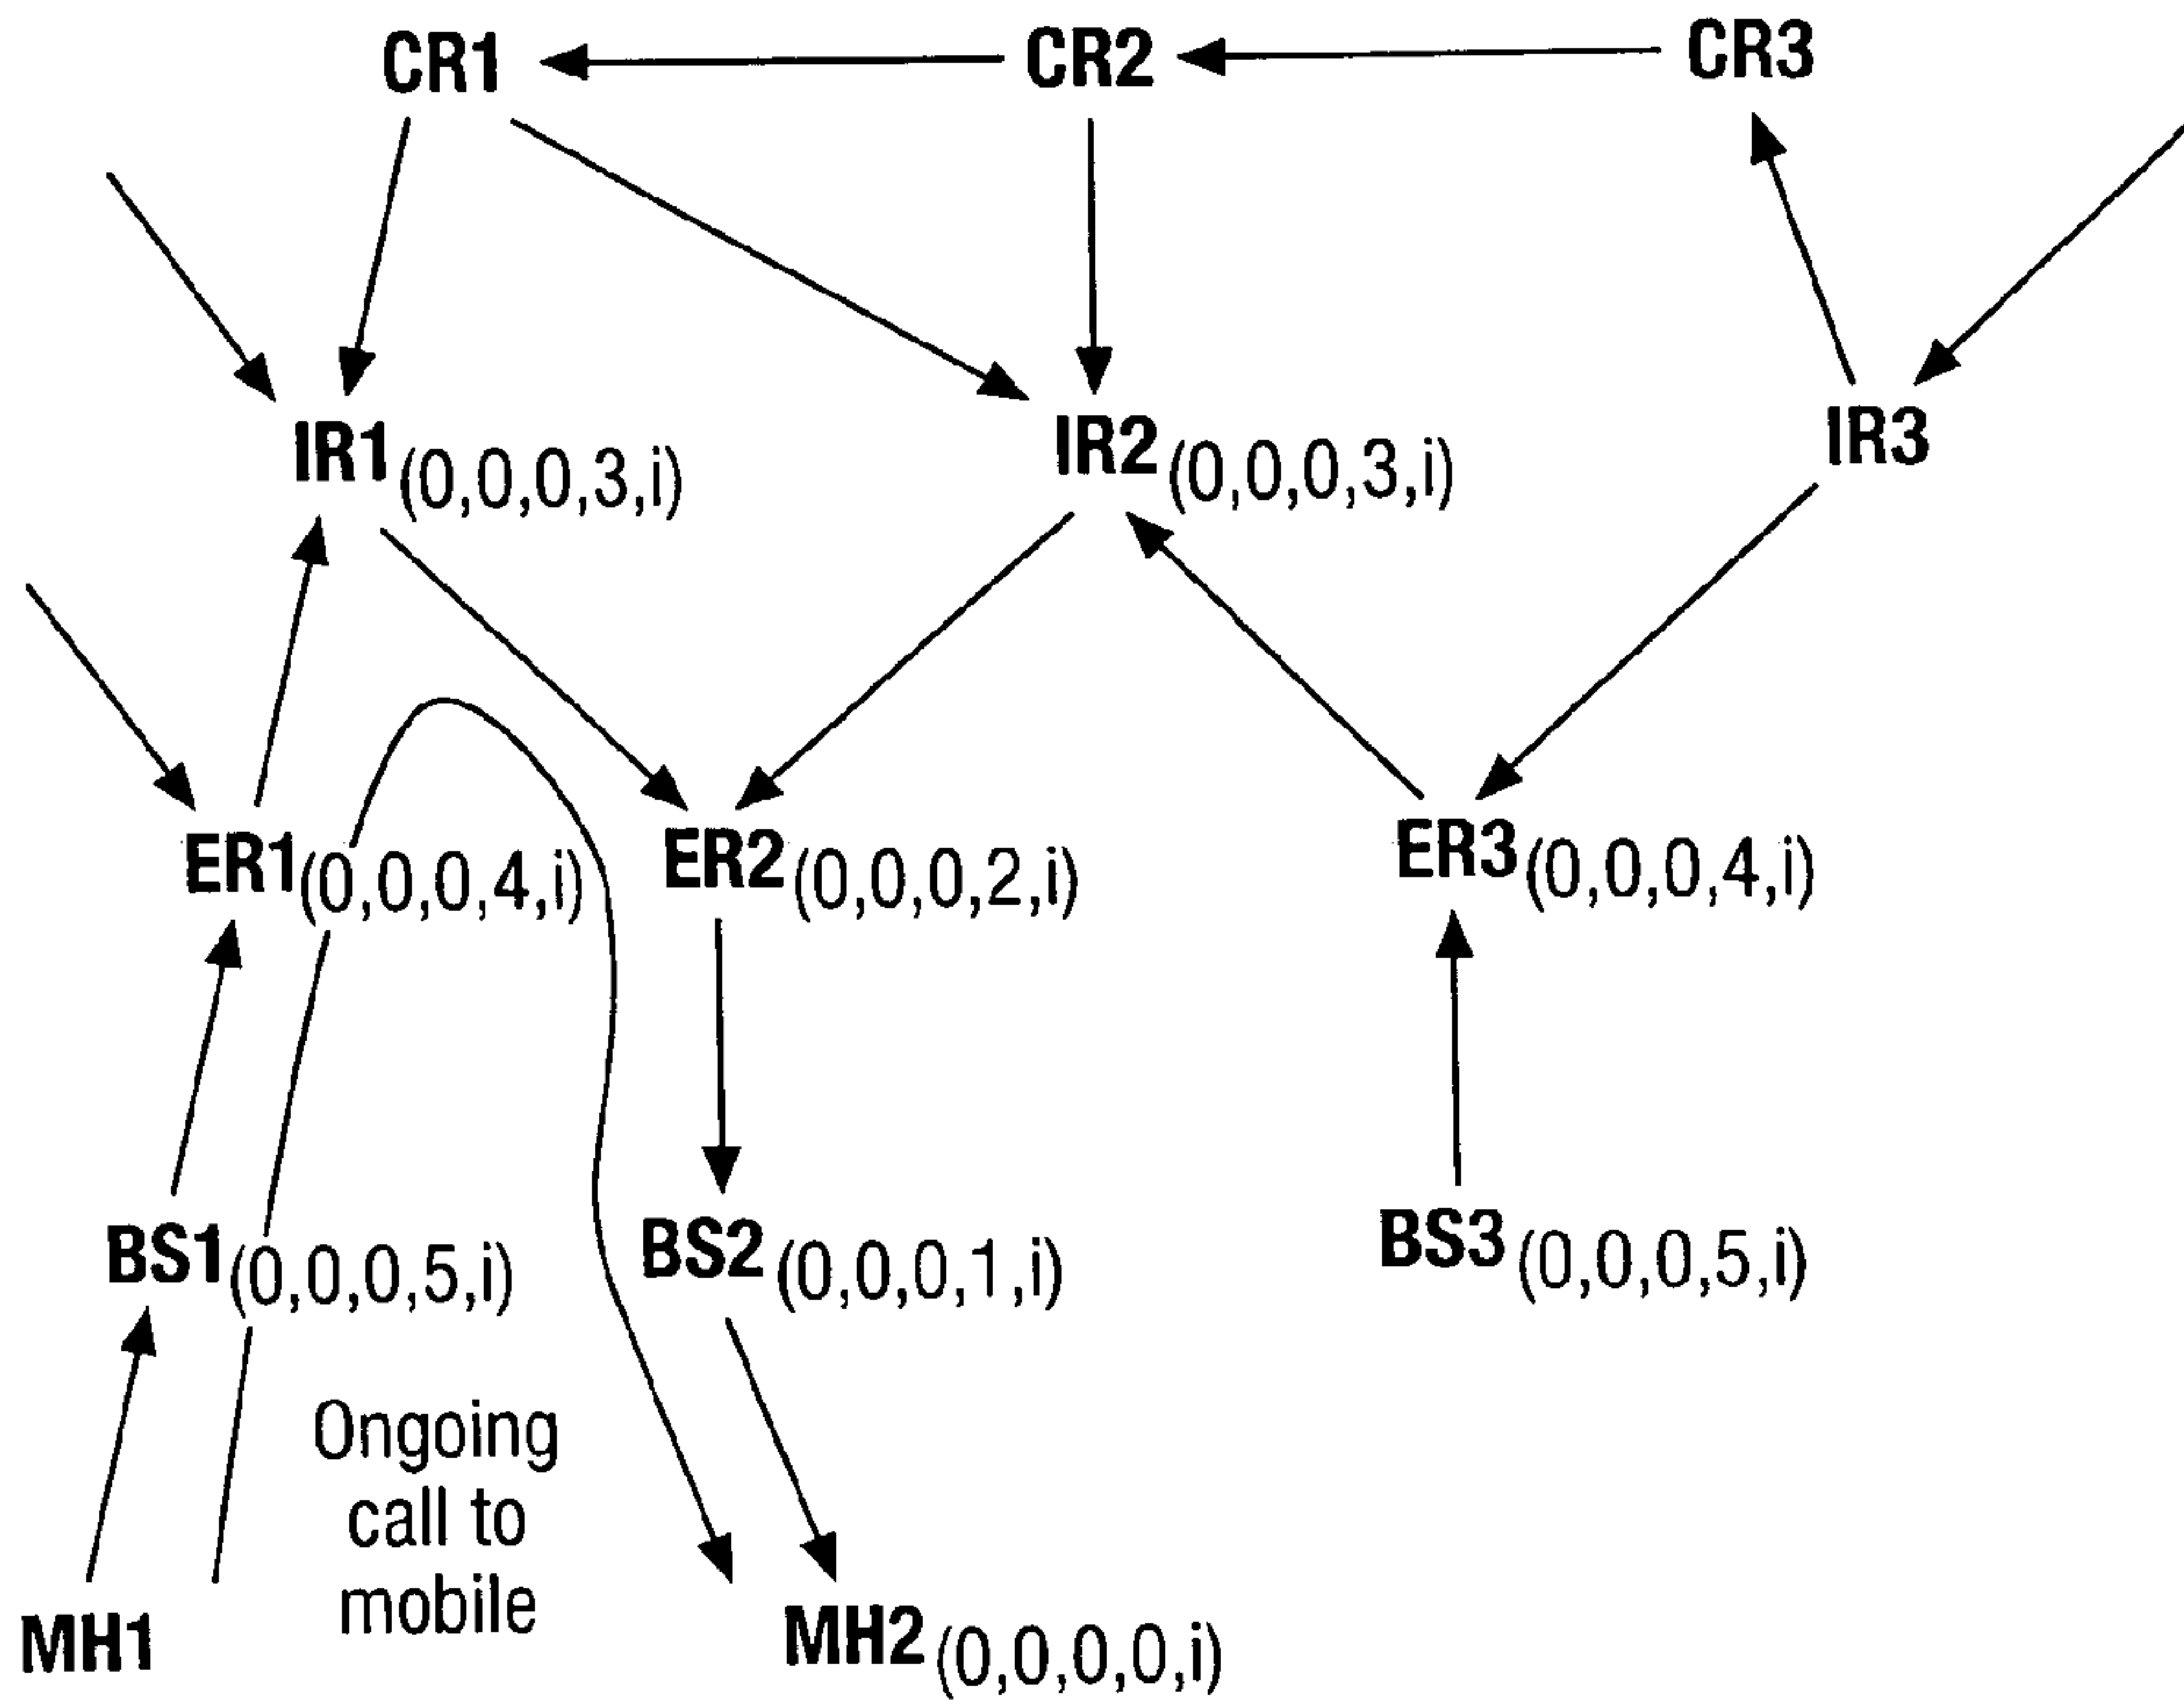 CR1 CR2 CR3
IR1(0,0,0,3,i) IR2(0,0,0,3,i) IR3
ER1(0,0,0,4,i) ER2(0,0,0,2,i) ER3(0,0,0,4,i)
BS1(0,0,0,5,i) BS2(0,0,0,1,i) BS3(0,0,0,5,i)
Ongoing
call to
mobile
MH1 MH2(0,0,0,0,i)